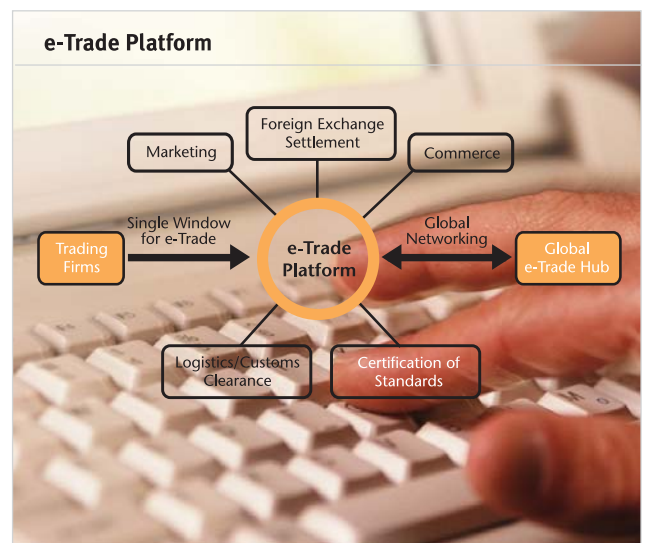 e-Trade Platform
Foreign Exchange
Settlement
Marketing
Commerce
Single Window
for e-Trade
Global
Networking
Trading
Firms
e-Trade
Platform
Global
e-Trade Hub
Logistics/Customs
Clearance
Certification of
Standards